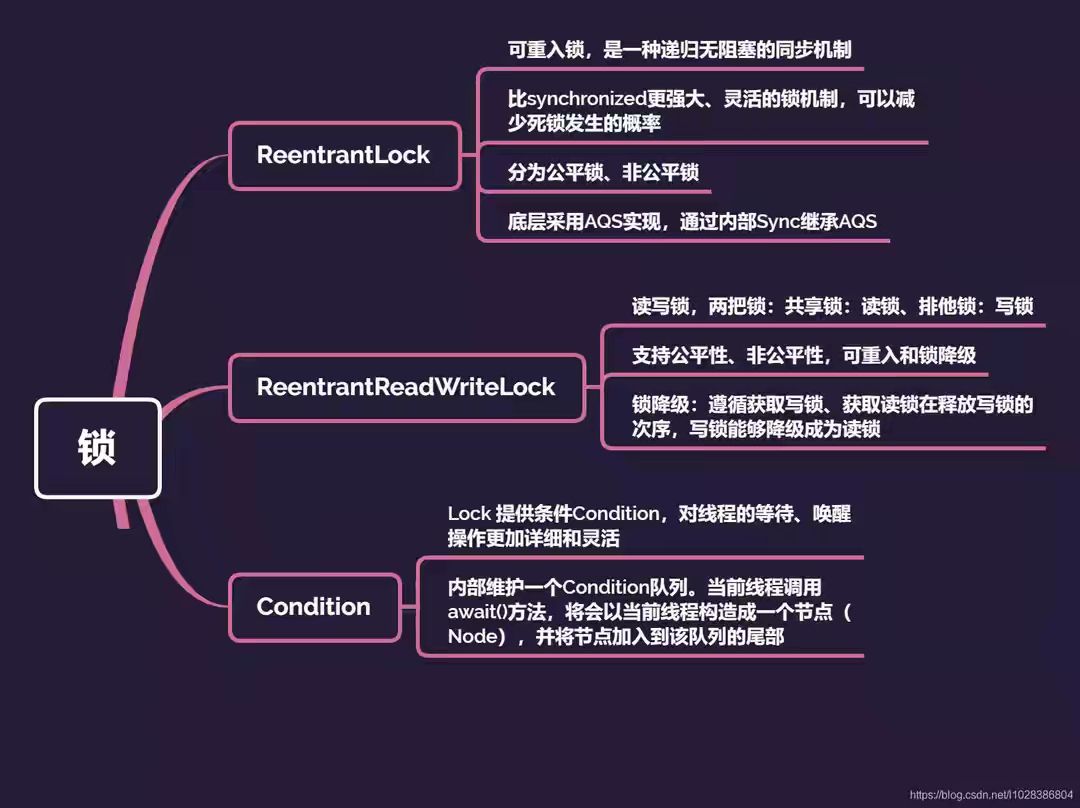 可重入锁，是一种递归无阻塞的同步机制
比synchronized更强大、灵活的锁机制，可以减
少死锁发生的概率
ReentrantLock
分为公平锁、非公平锁
底层采用AQS实现，通过内部Sync继承AQS
读写锁，两把锁：共享锁：读锁、排他锁：写锁
支持公平性、非公平性，可重入和锁降级
ReentrantReadWriteLock
锁降级：遵循获取写锁、获取读锁在释放写锁的
次序，写锁能够降级成为读锁
锁
Lock 提供条件Condition，对线程的等待、唤醒
操作更加详细和灵活
内部维护一个Condition队列。当前线程调用
await()方法，将会以当前线程构造成一个节点（
Node），并将节点加入到该队列的尾部
Condition
https://blog.csdn.net/l1028386804